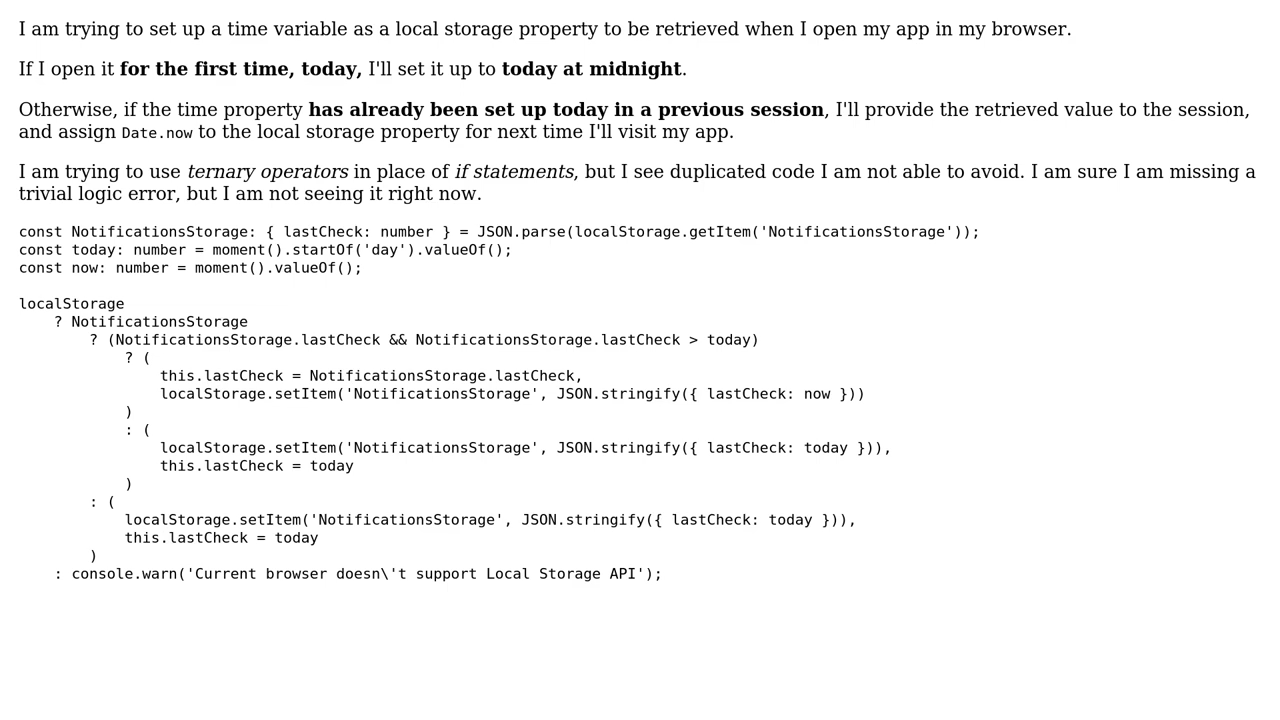 I am trying to set up a time variable as a local storage property to be retrieved when I open my app in my browser.
If I open it for the first time, today, I'll set it up to today at midnight.
Otherwise, if the time property has already been set up today in a previous session, I'll provide the retrieved value to the session,
and assign Date.now to the local storage property for next time I'll visit my app.
I am trying to use ternary operators in place of if statements, but I see duplicated code I am not able to avoid. I am sure I am missing a
trivial logic error, but I am not seeing it right now.
const NotificationsStorage: { lastCheck: number } = JSON.parse(localStorage.getItem('NotificationsStorage'));
const today: number = moment().startOf('day').valueOf();
const now: number = moment().valueOf();
localStorage
    ? NotificationsStorage
        ? (NotificationsStorage.lastCheck && NotificationsStorage.lastCheck > today)
            ? (
                this.lastCheck = NotificationsStorage.lastCheck,
                localStorage.setItem('NotificationsStorage', JSON.stringify({ lastCheck: now }))
            )
            : (
                localStorage.setItem('NotificationsStorage', JSON.stringify({ lastCheck: today })),
                this.lastCheck = today
            )
        : (
            localStorage.setItem('NotificationsStorage', JSON.stringify({ lastCheck: today })),
            this.lastCheck = today
        )
    : console.warn('Current browser doesn\'t support Local Storage API');